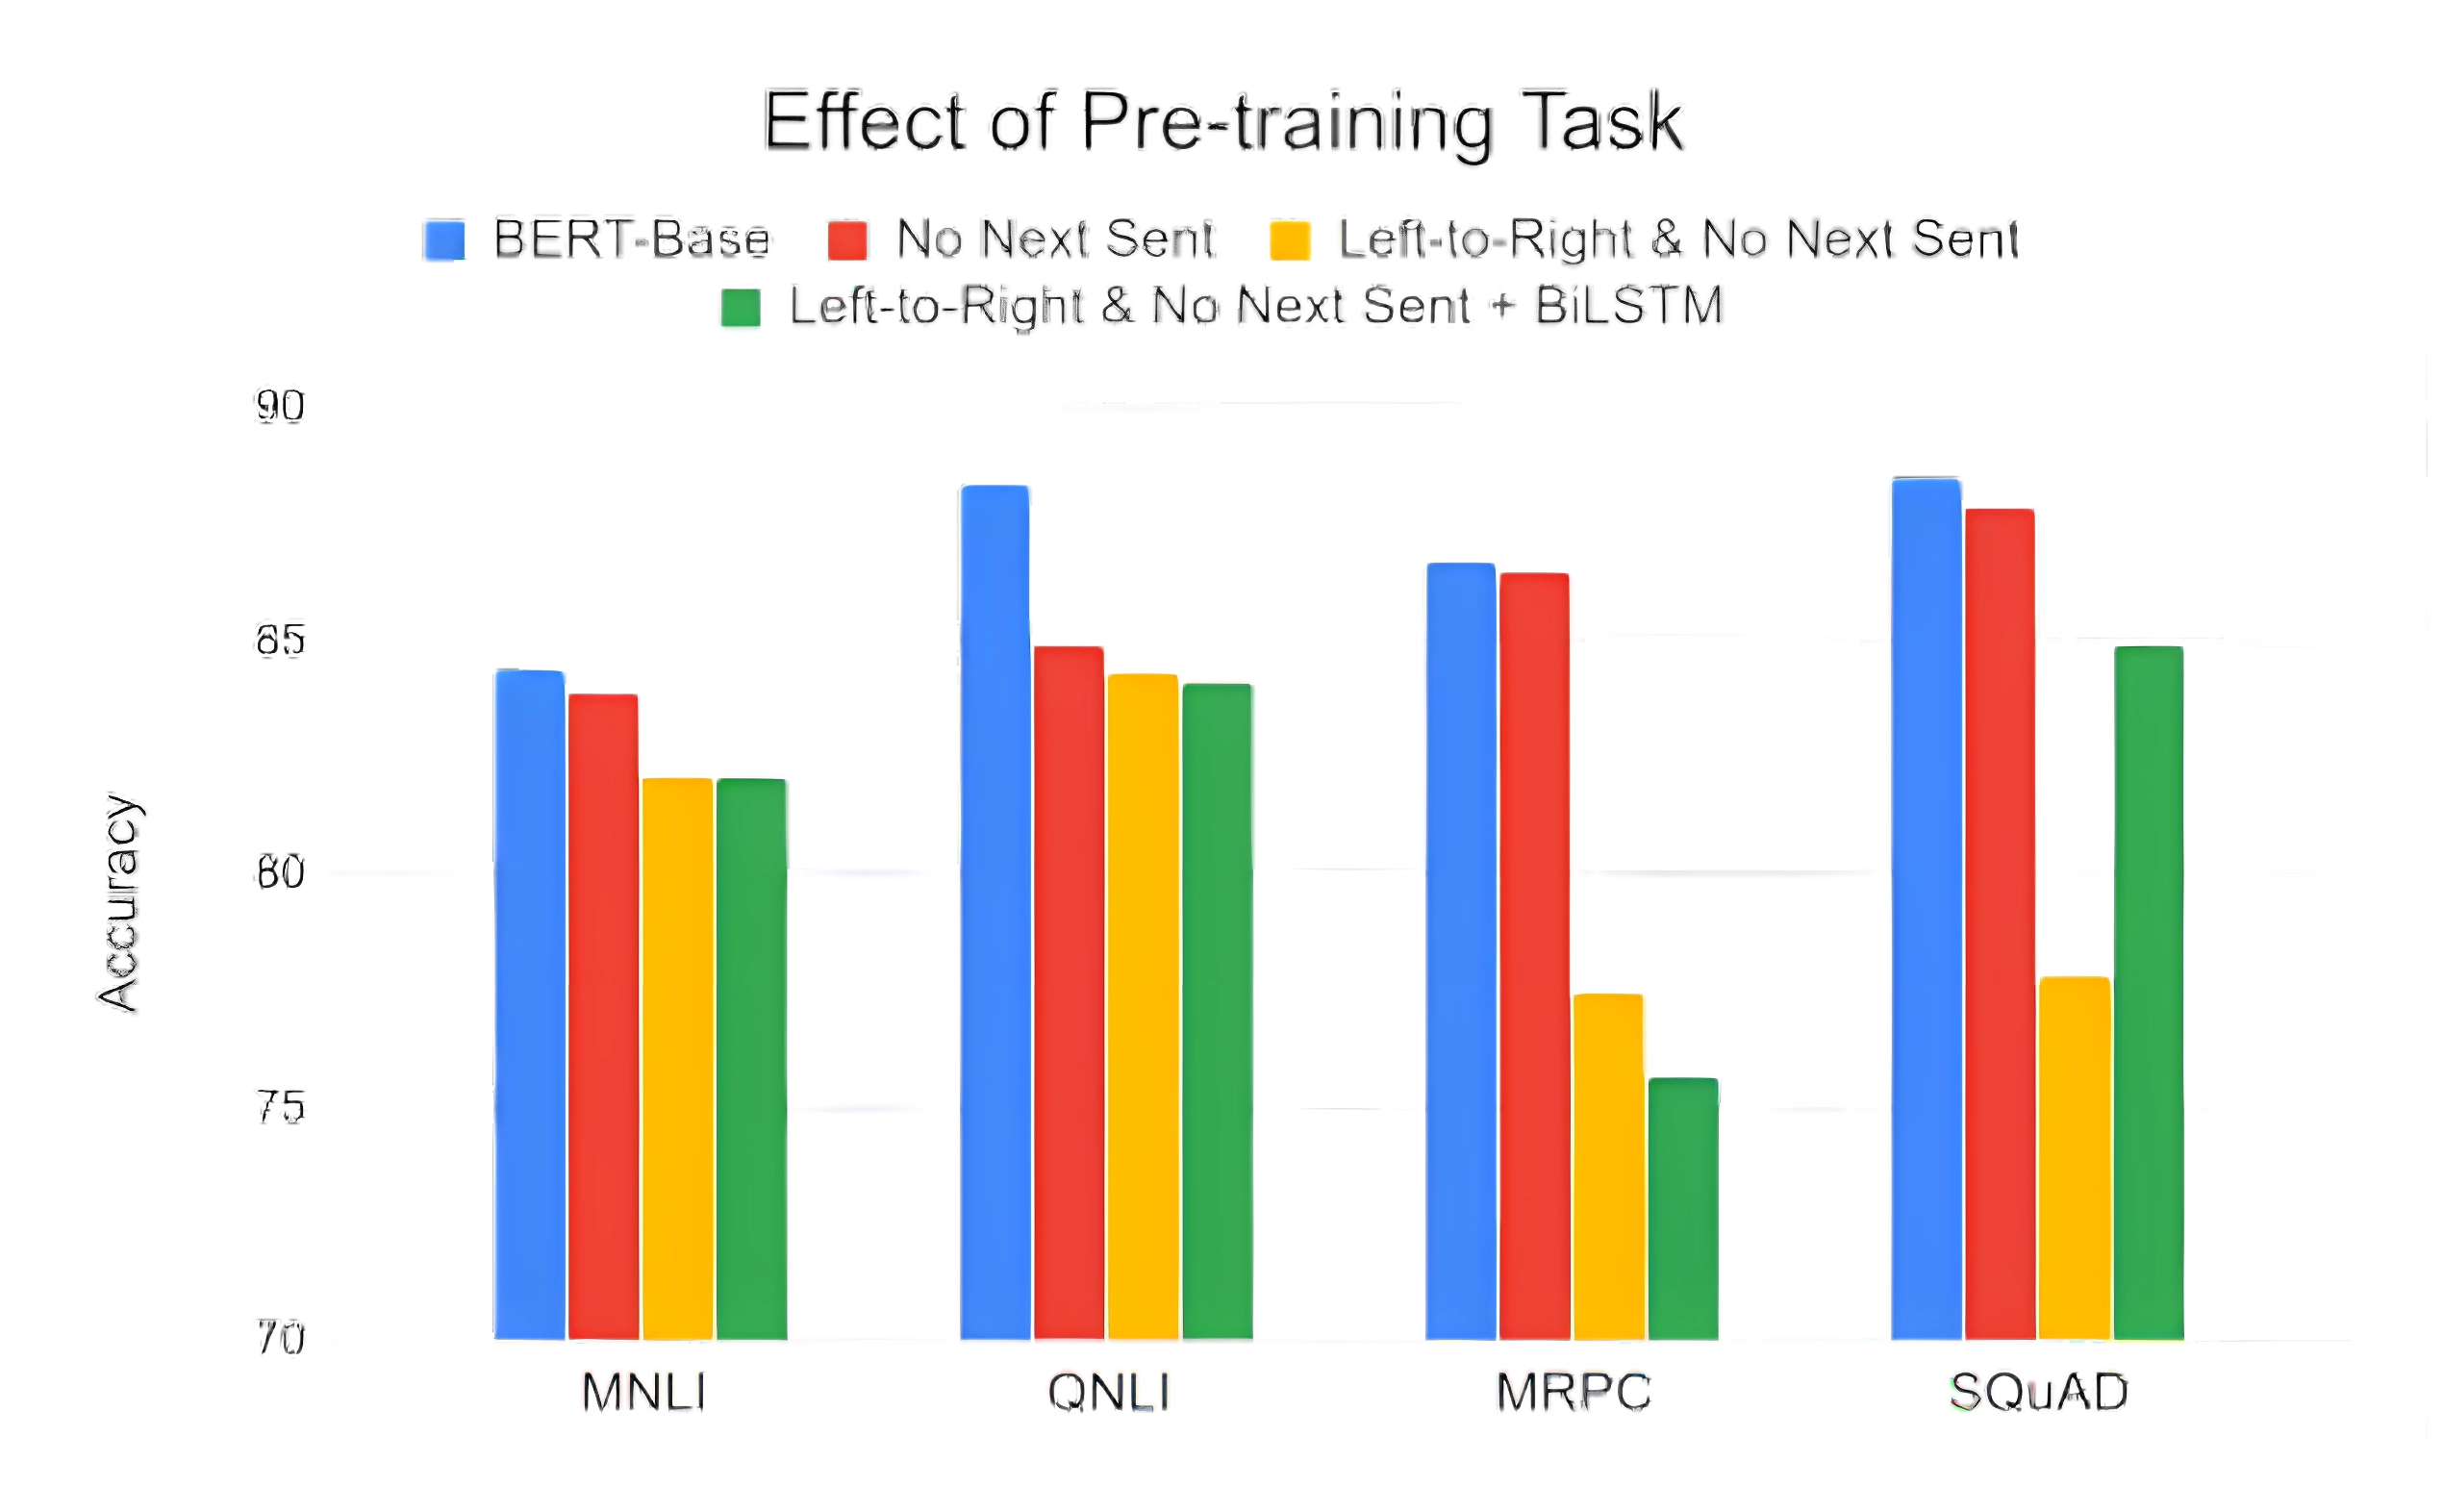 Effect of Pre-training Task
BERT-Base No Next Sent Left-to-Right & No Next Sent
Left-to-Right & No Next Sent + BiLSTM
90
85
80
75
70
Accuracy
MNLI QNLI MRPC SQuAD